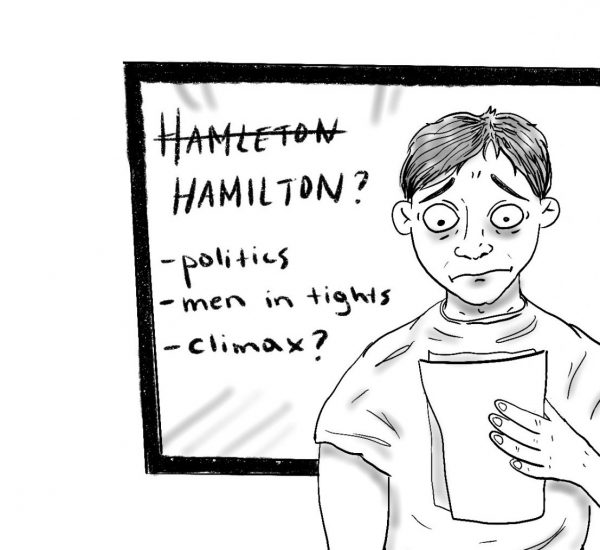 HAMLETON
HAMILTON?
-politics
-men in tights
-climax?